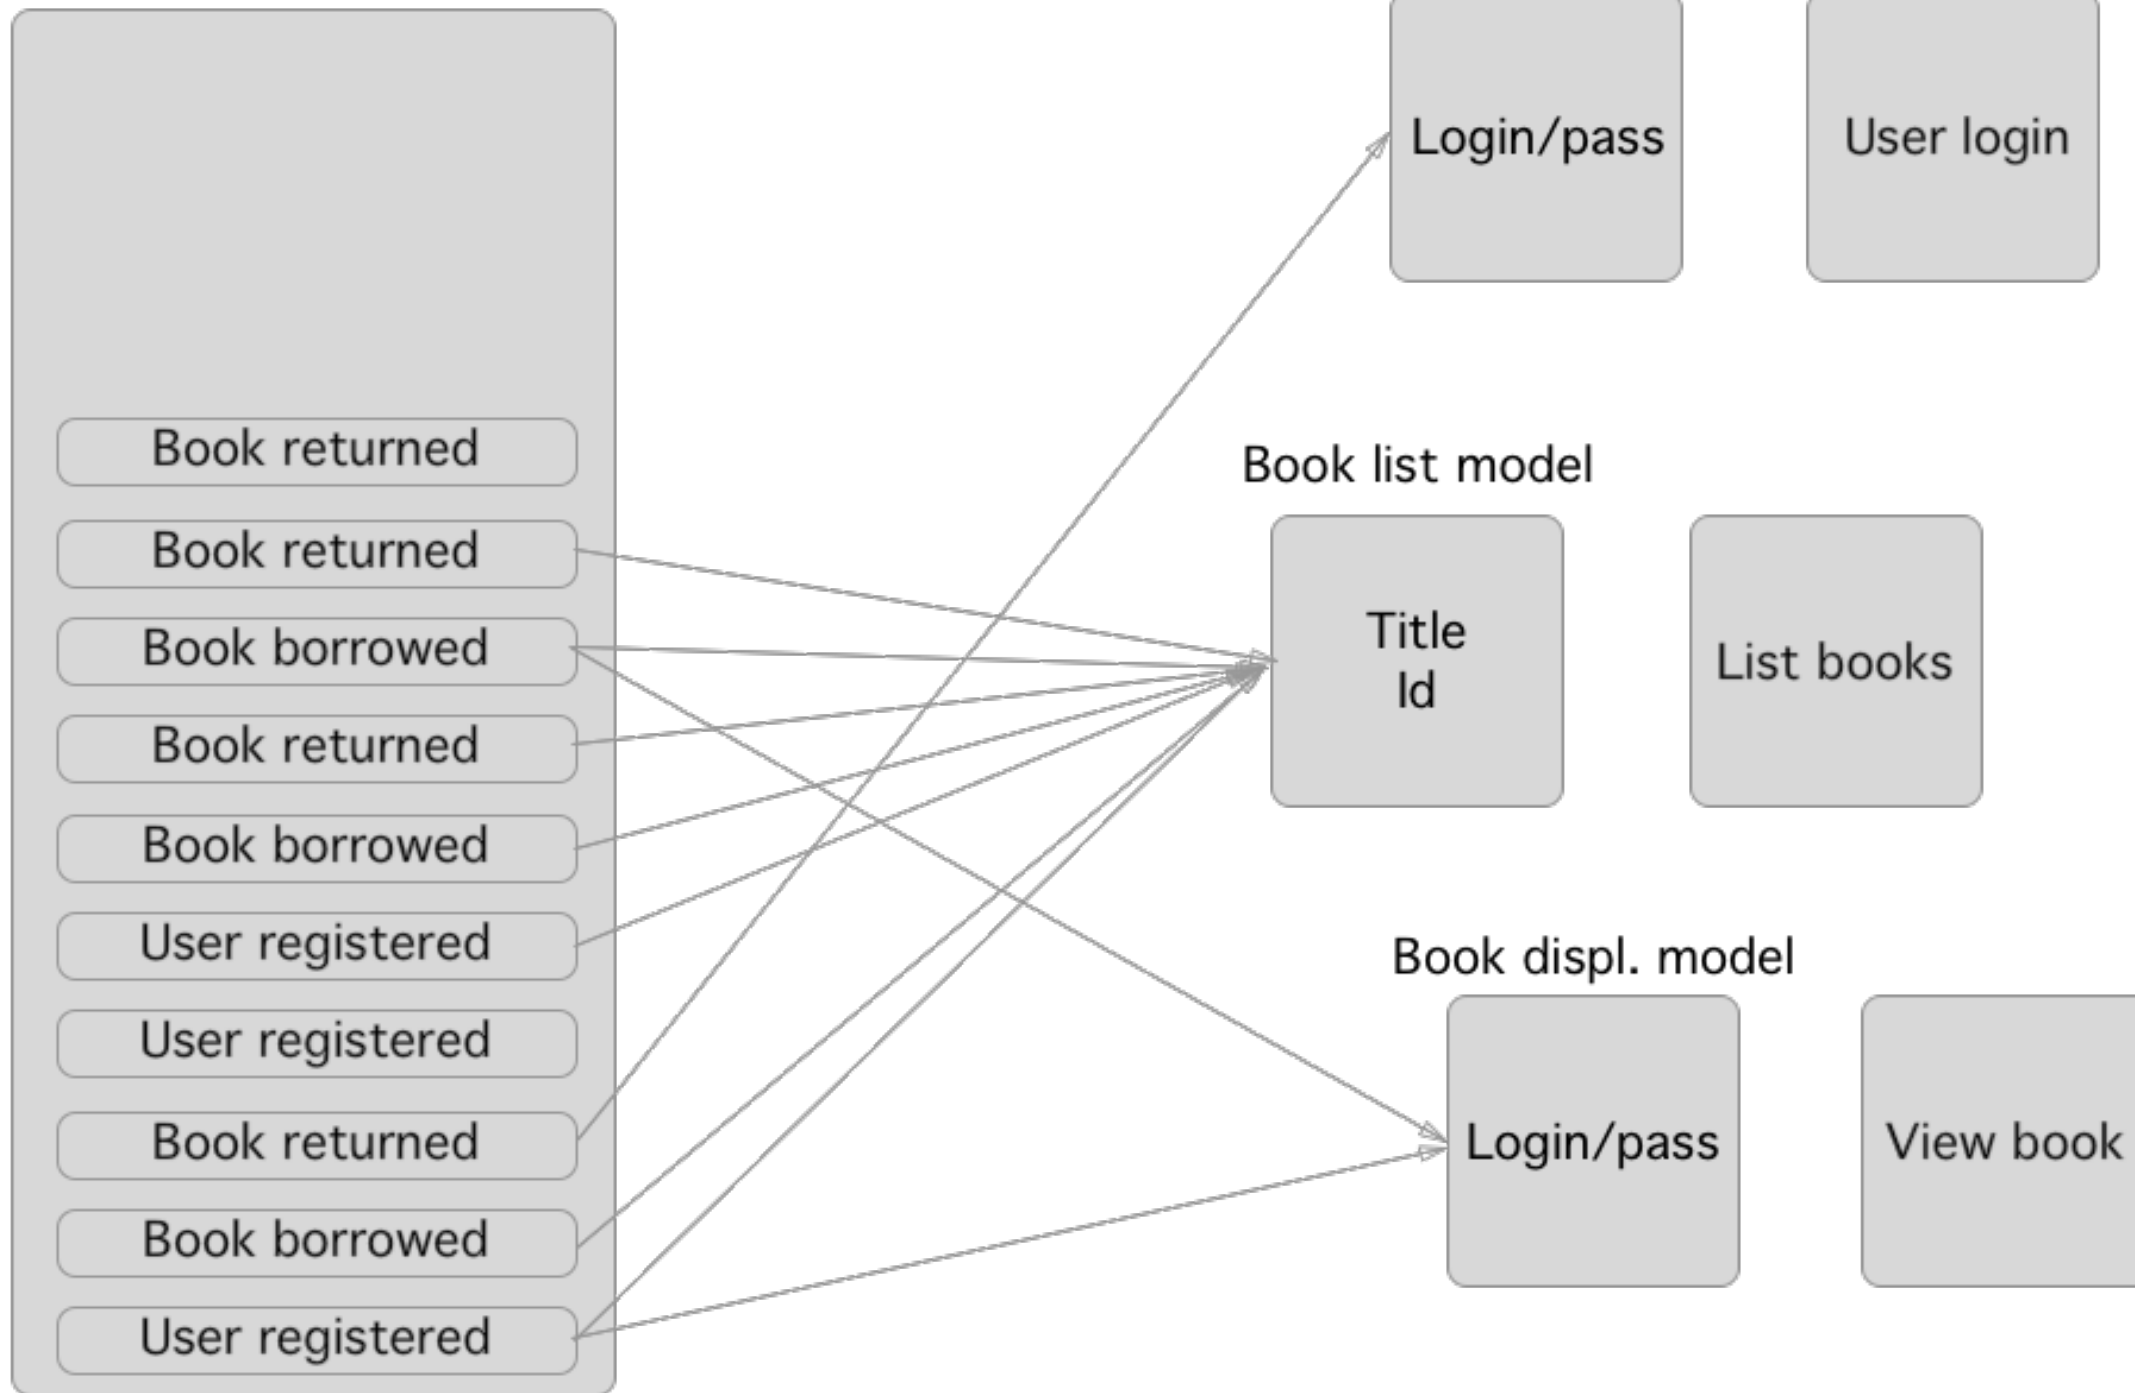 Book returned
Book returned
Book borrowed
Book returned
Book borrowed
User registered
User registered
Book returned
Book borrowed
User registered
Login/pass
User login
Book list model
Title
Id
List books
Book displ. model
Login/pass
View book